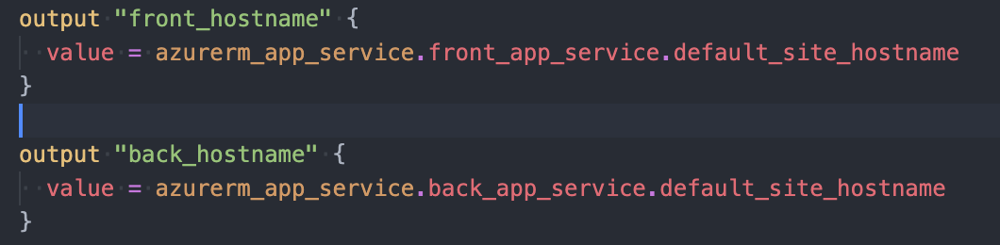 output "front_hostname" {
  value = azurerm_app_service.front_app_service.default_site_hostname
}
output "back_hostname" {
  value = azurerm_app_service.back_app_service.default_site_hostname
}